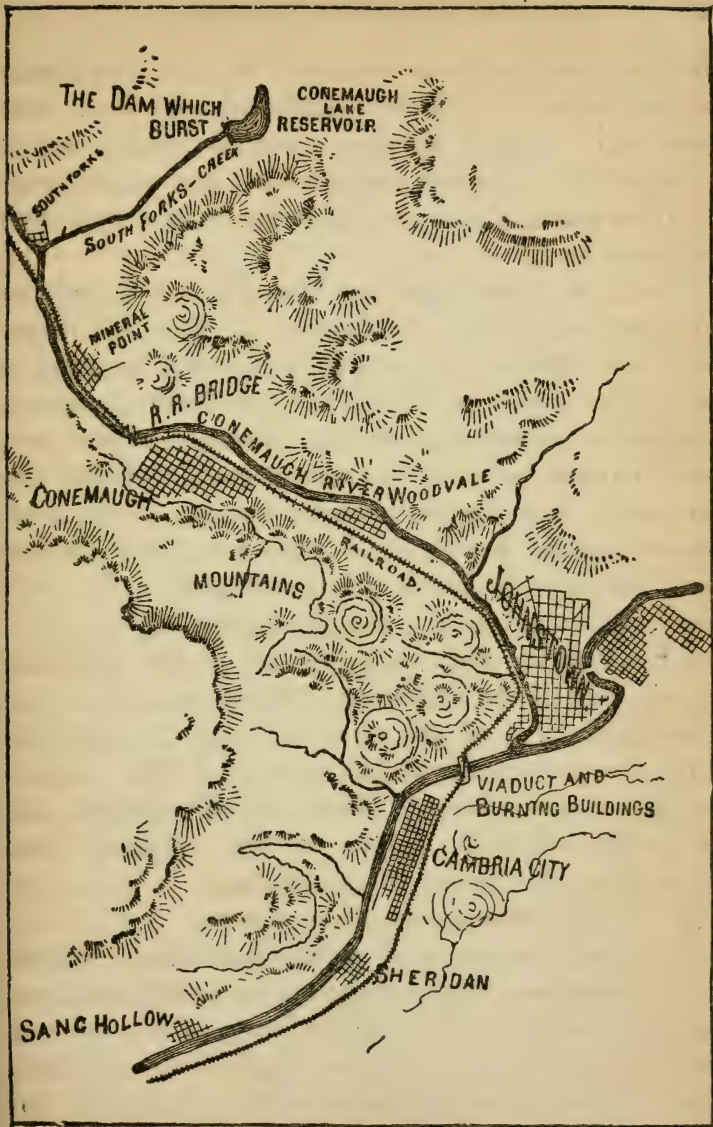 THE DAM WHICH
BURST
CONEMAUGH
LAKE
RESERVOIR
SOUTH FORKS
SOUTH FORKS-CREEK
MINERAL
POINT
R.R. BRIDGE
CONEMAUGH RIVER
WOODVALE
CONEMAUGH
RAILROAD.
MOUNTAINS
JOHNSTOWN
VIADUCT AND
BURNING BUILDINGS
CAMBRIA CITY
SHERIDAN
SANG HOLLOW